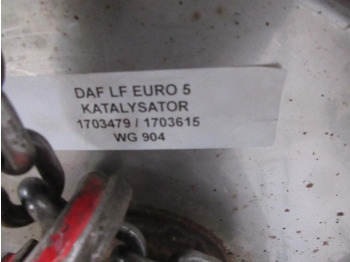 DAF LF EURO 5
KATALYSATOR
1703479 / 1703615
WG 904